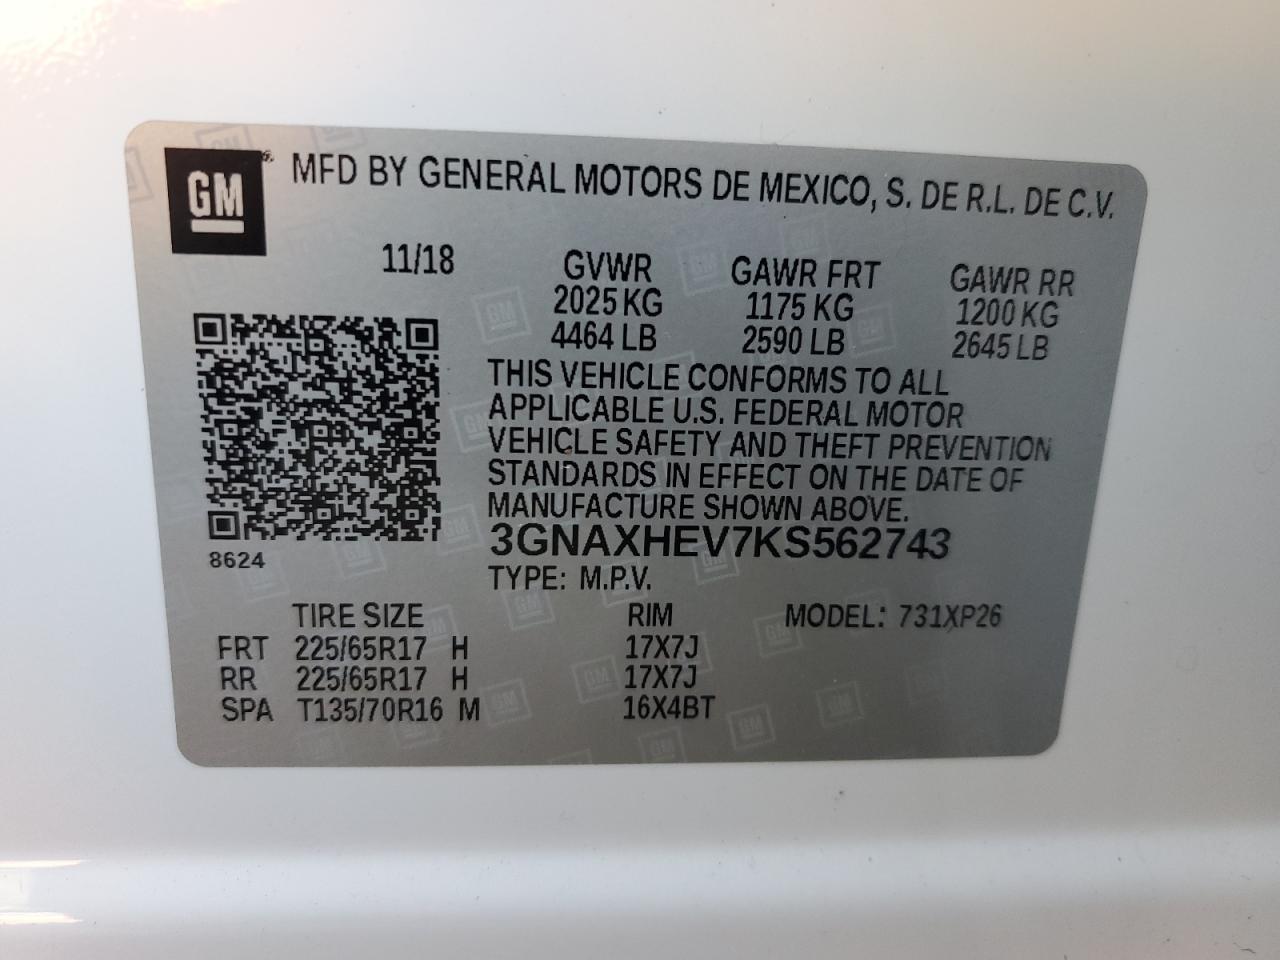 GM
MFD BY GENERAL MOTORS DE MEXICO, S. DE R.L. DE C.V.
11/18
GVWR GAWR FRT GAWR RR
2025 KG 1175 KG 1200 KG
4464 LB 2590 LB 2645 LB
THIS VEHICLE CONFORMS TO ALL
APPLICABLE U.S. FEDERAL MOTOR
VEHICLE SAFETY AND THEFT PREVENTION
STANDARDS IN EFFECT ON THE DATE OF
MANUFACTURE SHOWN ABOVE.
3GNAXHEV7KS562743
8624
TYPE: M.P.V.
TIRE SIZE RIM MODEL: 731XP26
FRT 225/65R17 H 17X7J
RR 225/65R17 H 17X7J
SPA T135/70R16 M 16X4BT